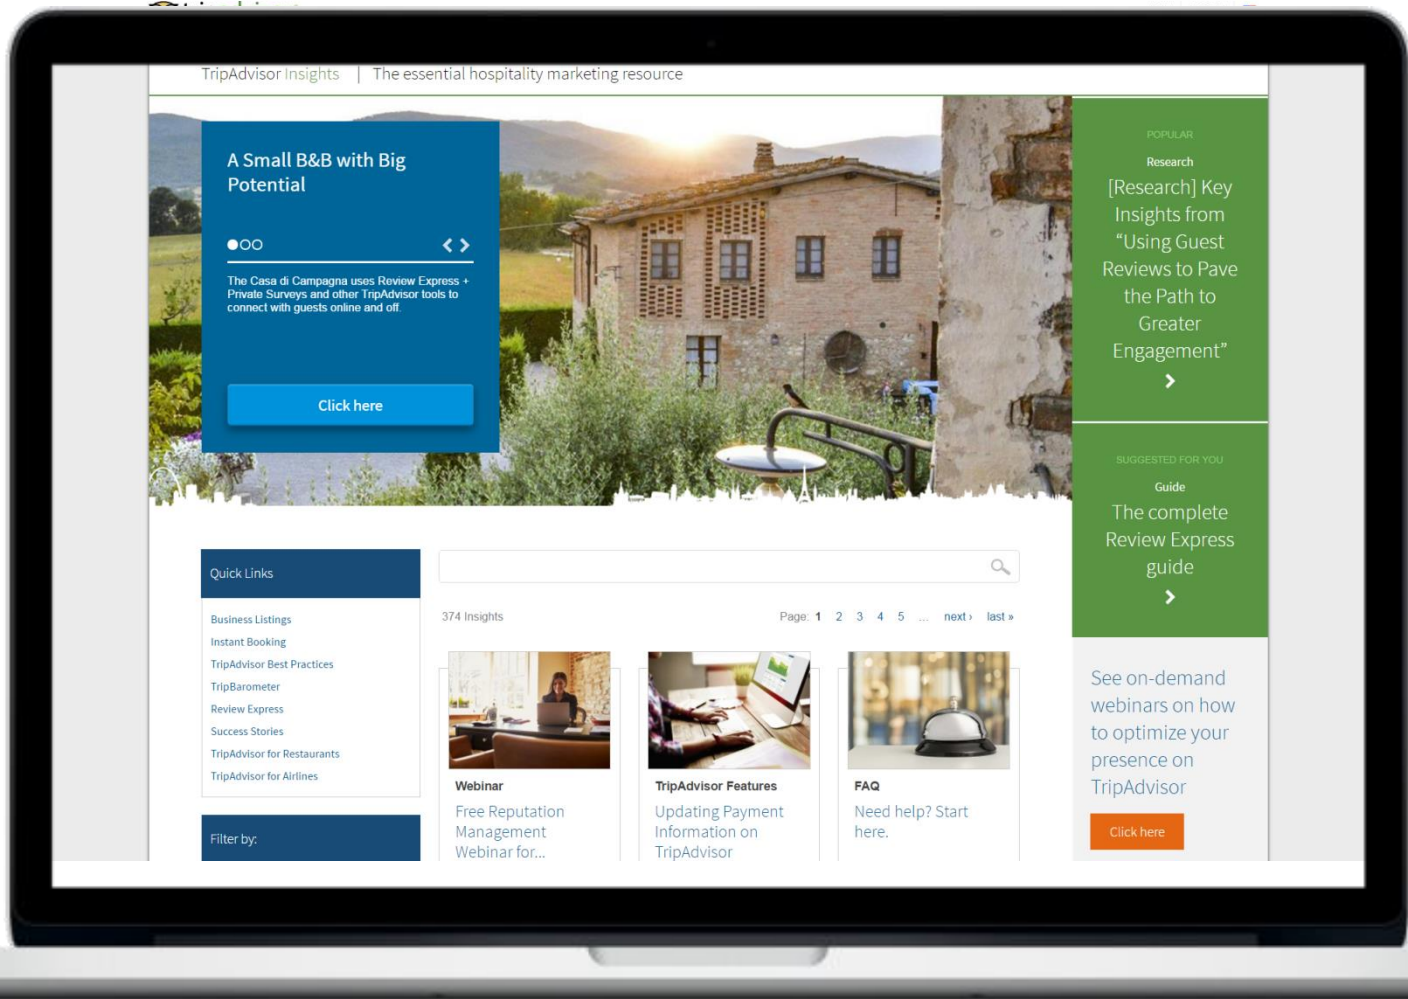 TripAdvisor Insights | The essential hospitality marketing resource
A Small B&B with Big
Potential
The Casa di Campagna uses Review Express +
Private Surveys and other TripAdvisor tools to
connect with guests online and off.
Click here
POPULAR
Research
[Research] Key
Insights from
“Using Guest
Reviews to Pave
the Path to
Greater
Engagement”
SUGGESTED FOR YOU
Guide
The complete
Review Express
guide
Quick Links
Business Listings
Instant Booking
TripAdvisor Best Practices
TripBarometer
Review Express
Success Stories
TripAdvisor for Restaurants
TripAdvisor for Airlines
Filter by:
374 Insights
Page: 1 2 3 4 5 ... next › last »
Webinar
Free Reputation
Management
Webinar for...
TripAdvisor Features
Updating Payment
Information on
TripAdvisor
FAQ
Need help? Start
here.
See on-demand
webinars on how
to optimize your
presence on
TripAdvisor
Click here